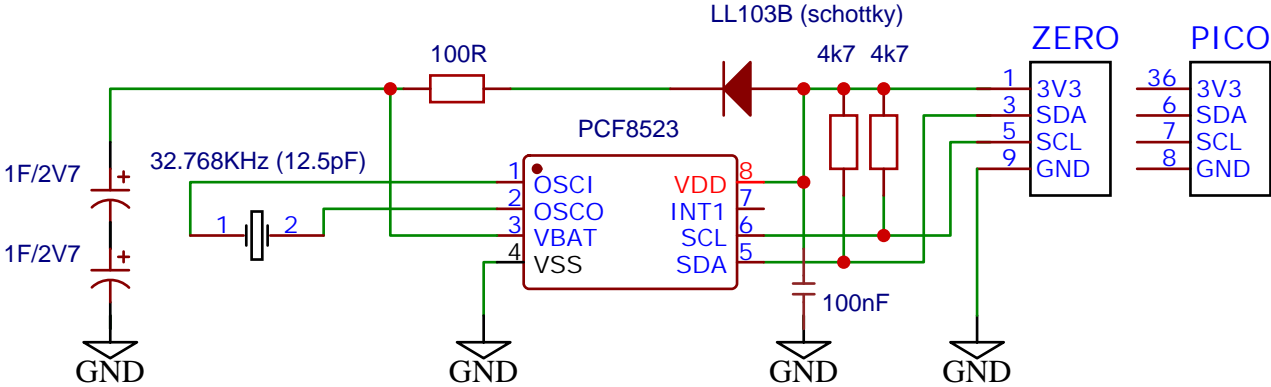 LL103B (schottky)
ZERO PICO
100R 4k7 4k7
1 3V3 36 3V3
3 SDA 6 SDA
5 SCL 7 SCL
9 GND 8 GND
PCF8523
32.768KHz (12.5pF)
1F/2V7 +
1 OSCI VDD 8
2 OSCO INT1 7
1 2
3 VBAT SCL 6
4 VSS SDA 5
1F/2V7 +
100nF
GND GND GND GND